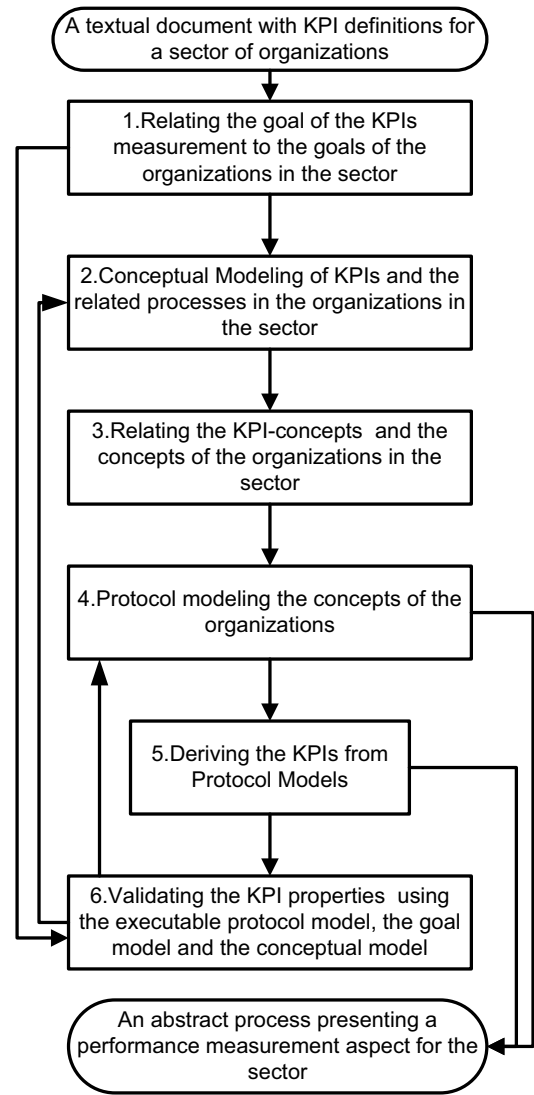 A textual document with KPI definitions for
a sector of organizations
1.Relating the goal of the KPIs
measurement to the goals of the
organizations in the sector
2.Conceptual Modeling of KPIs and the
related processes in the organizations in
the sector
3.Relating the KPI-concepts  and the
concepts of the organizations in the
sector
4.Protocol modeling the concepts of the
organizations
5.Deriving the KPIs from
Protocol Models
6.Validating the KPI properties  using
the executable protocol model, the goal
model and the conceptual model
An abstract process presenting a
performance measurement aspect for the
sector